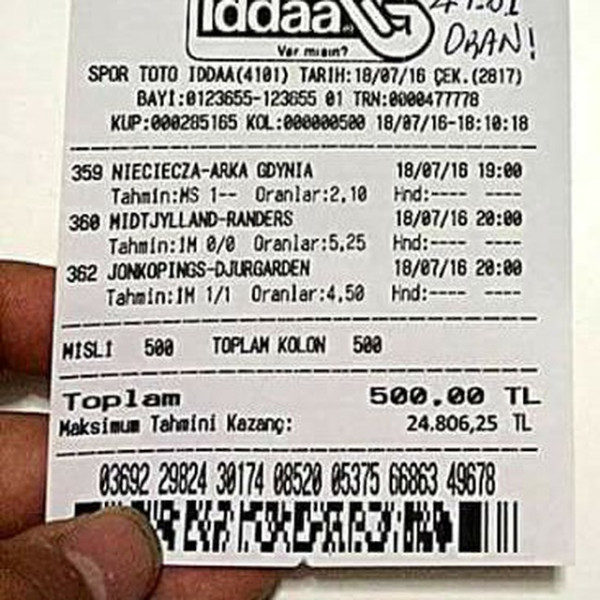 iddaa
Var mısın?
ORAN!
SPOR TOTO IDDAA(4101) TARIH:18/07/16 ÇEK.(2817)
BAYİ:0123655-123655 01 TRN:0000477778
KUP:000285165 KOL:000000500 18/07/16-18:10:18
359 NIECIECZA-ARKA GDYNIA 18/07/16 19:00
Tahmin:MS 1-- Oranlar:2,10 Hnd:---- ----
360 MIDTJYLLAND-RANDERS 18/07/16 20:00
Tahmin:IM 0/0 Oranlar:5,25 Hnd:---- ----
362 JONKOPINGS-DJURGARDEN 18/07/16 20:00
Tahmin:IM 1/1 Oranlar:4,50 Hnd:---- ----
MISLI 500 TOPLAM KOLON 500
Toplam 500.00 TL
Maksimum Tahmini Kazanç: 24.806,25 TL
03692 29824 30174 08520 05375 66863 49678